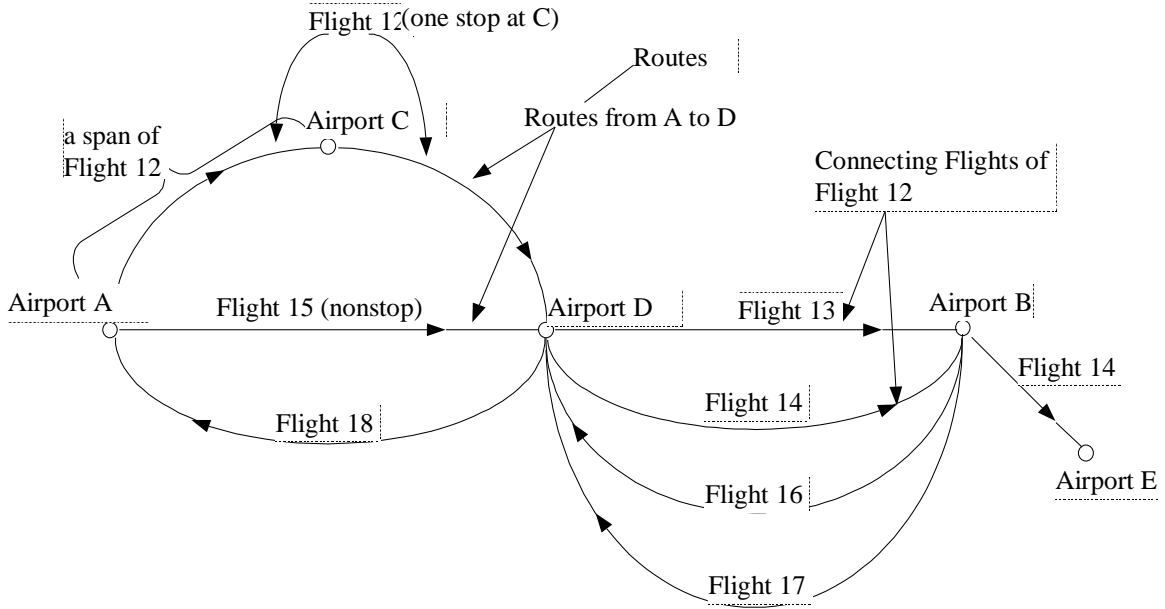 Flight 12(one stop at C)
Routes
Routes from A to D
Airport C
a span of
Flight 12
Connecting Flights of
Flight 12
Airport A
Flight 15 (nonstop)
Airport D
Flight 13
Airport B
Flight 14
Flight 18
Flight 14
Flight 16
Airport E
Flight 17